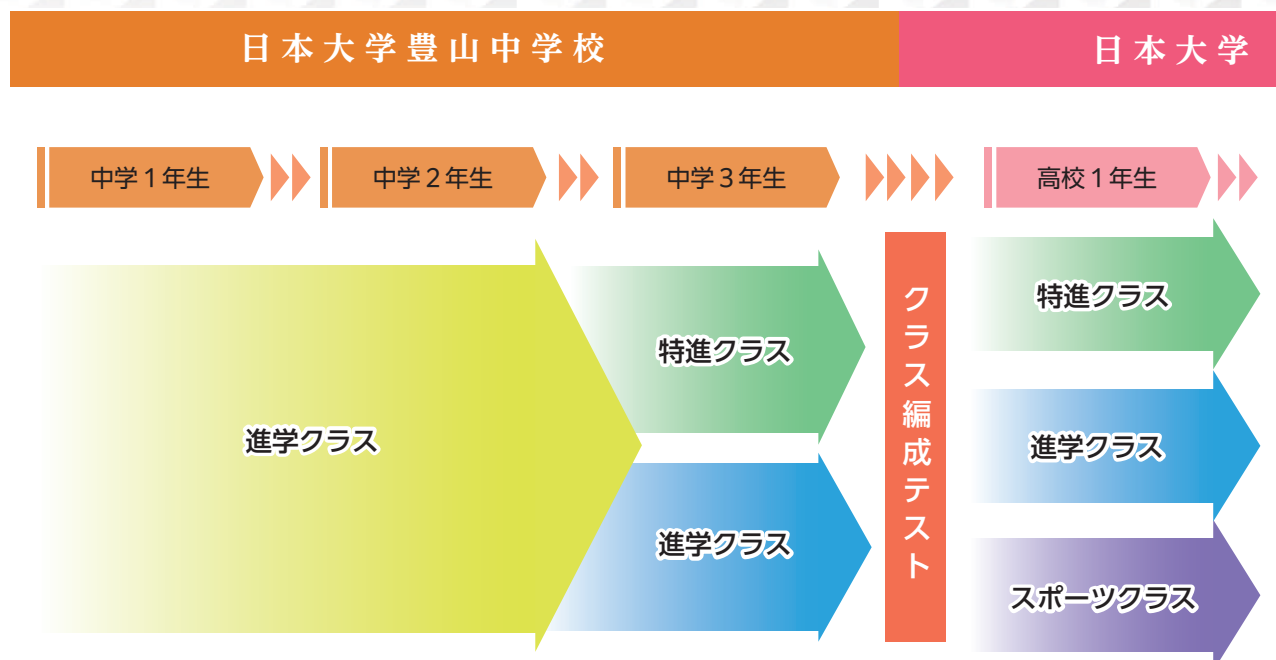 日本大学豊山中学校
日本大学
中学1年生
中学2年生
中学3年生
高校1年生
進学クラス
特進クラス
進学クラス
クラス編成テスト
特進クラス
進学クラス
スポーツクラス